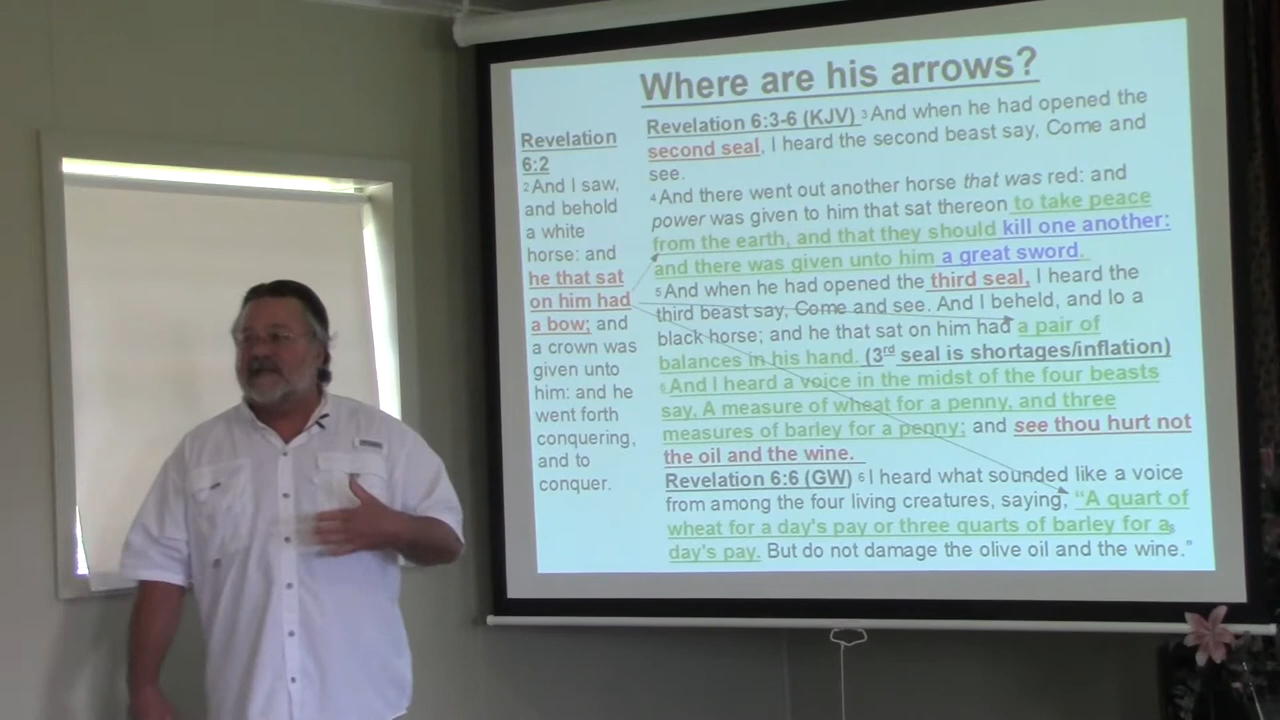 Where are his arrows?
Revelation
6:2
2 And I saw,
and behold
a white
horse: and
he that sat
on him had
a bow; and
a crown was
given unto
him: and he
went forth
conquering,
and to
conquer.
Revelation 6:3-6 (KJV) 3 And when he had opened the
second seal, I heard the second beast say, Come and
see.
4 And there went out another horse that was red: and
power was given to him that sat thereon to take peace
from the earth, and that they should kill one another:
and there was given unto him a great sword.
5 And when he had opened the third seal, I heard the
third beast say, Come and see. And I beheld, and lo a
black horse; and he that sat on him had a pair of
balances in his hand. (3rd seal is shortages/inflation)
6 And I heard a voice in the midst of the four beasts
say, A measure of wheat for a penny, and three
measures of barley for a penny; and see thou hurt not
the oil and the wine.
Revelation 6:6 (GW) 6 I heard what sounded like a voice
from among the four living creatures, saying, “A quart of
wheat for a day's pay or three quarts of barley for a
day's pay. But do not damage the olive oil and the wine.”